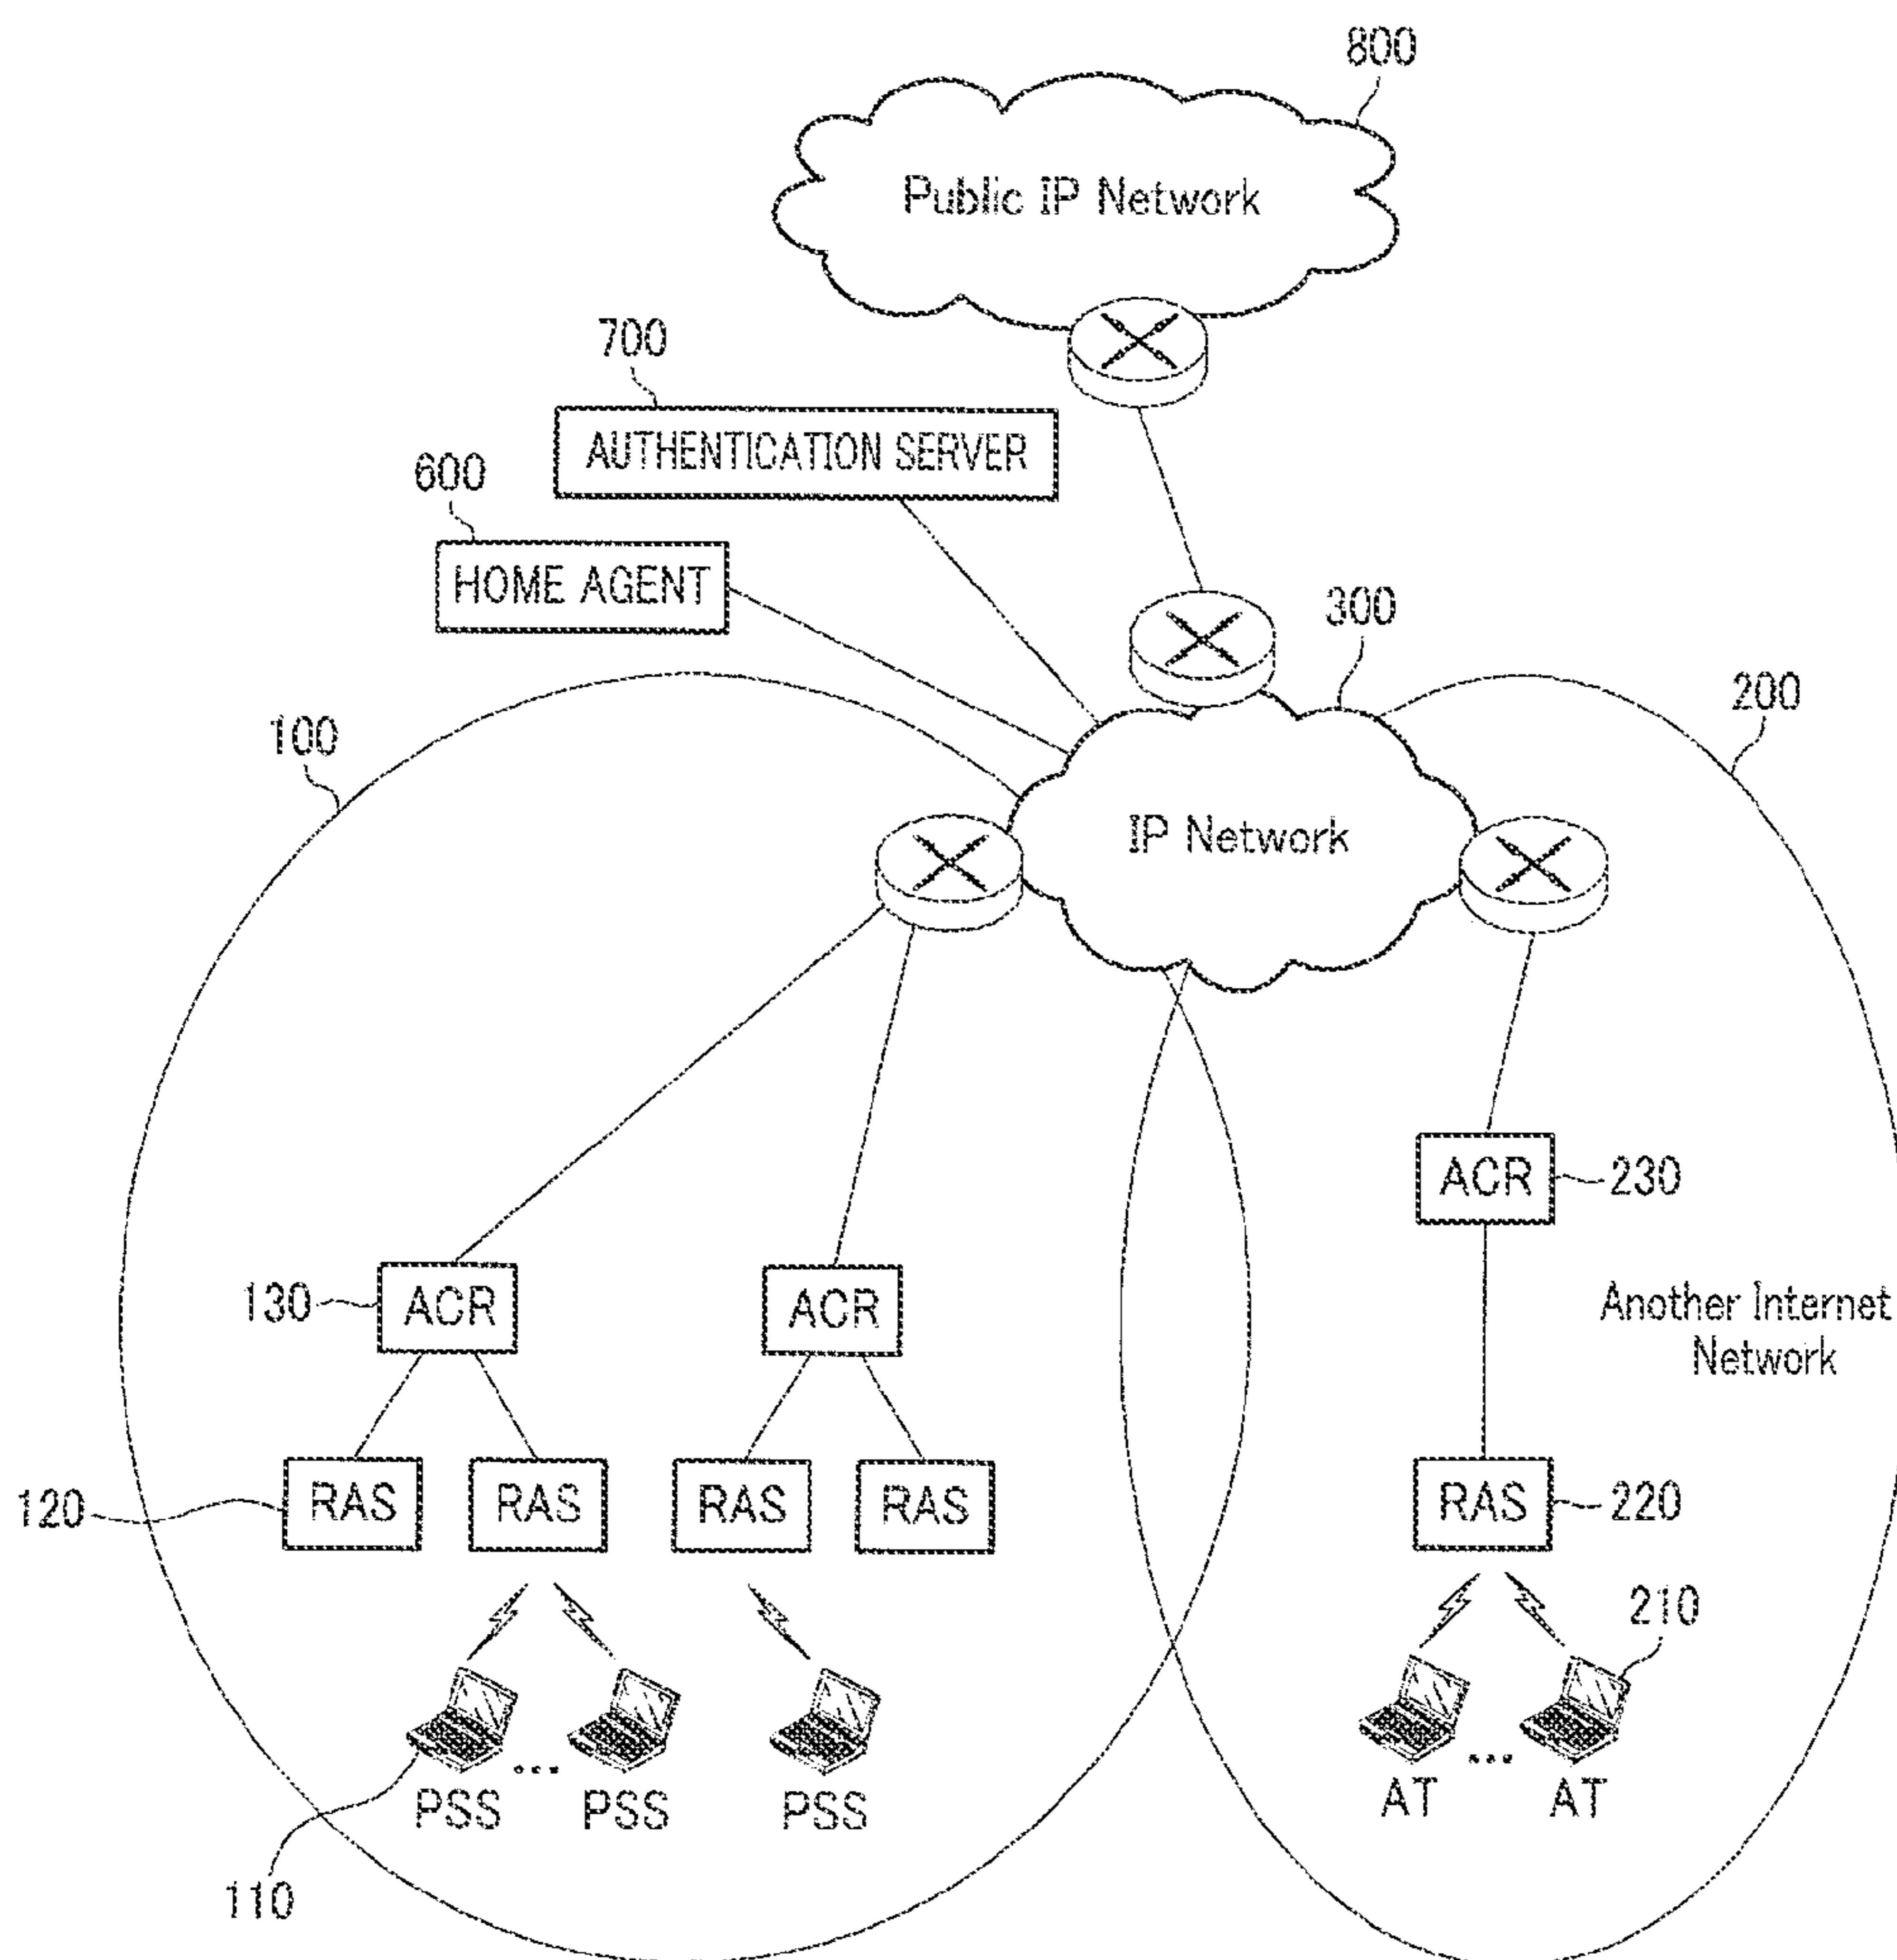 800
Public IP Network
700
AUTHENTICATION SERVER
600
HOME AGENT
300
200
100
IP Network
ACR
230
130
ACR
ACR
Another Internet
Network
120
RAS
RAS
RAS
RAS
RAS
220
210
PSS
...
PSS
PSS
AT
...
AT
110